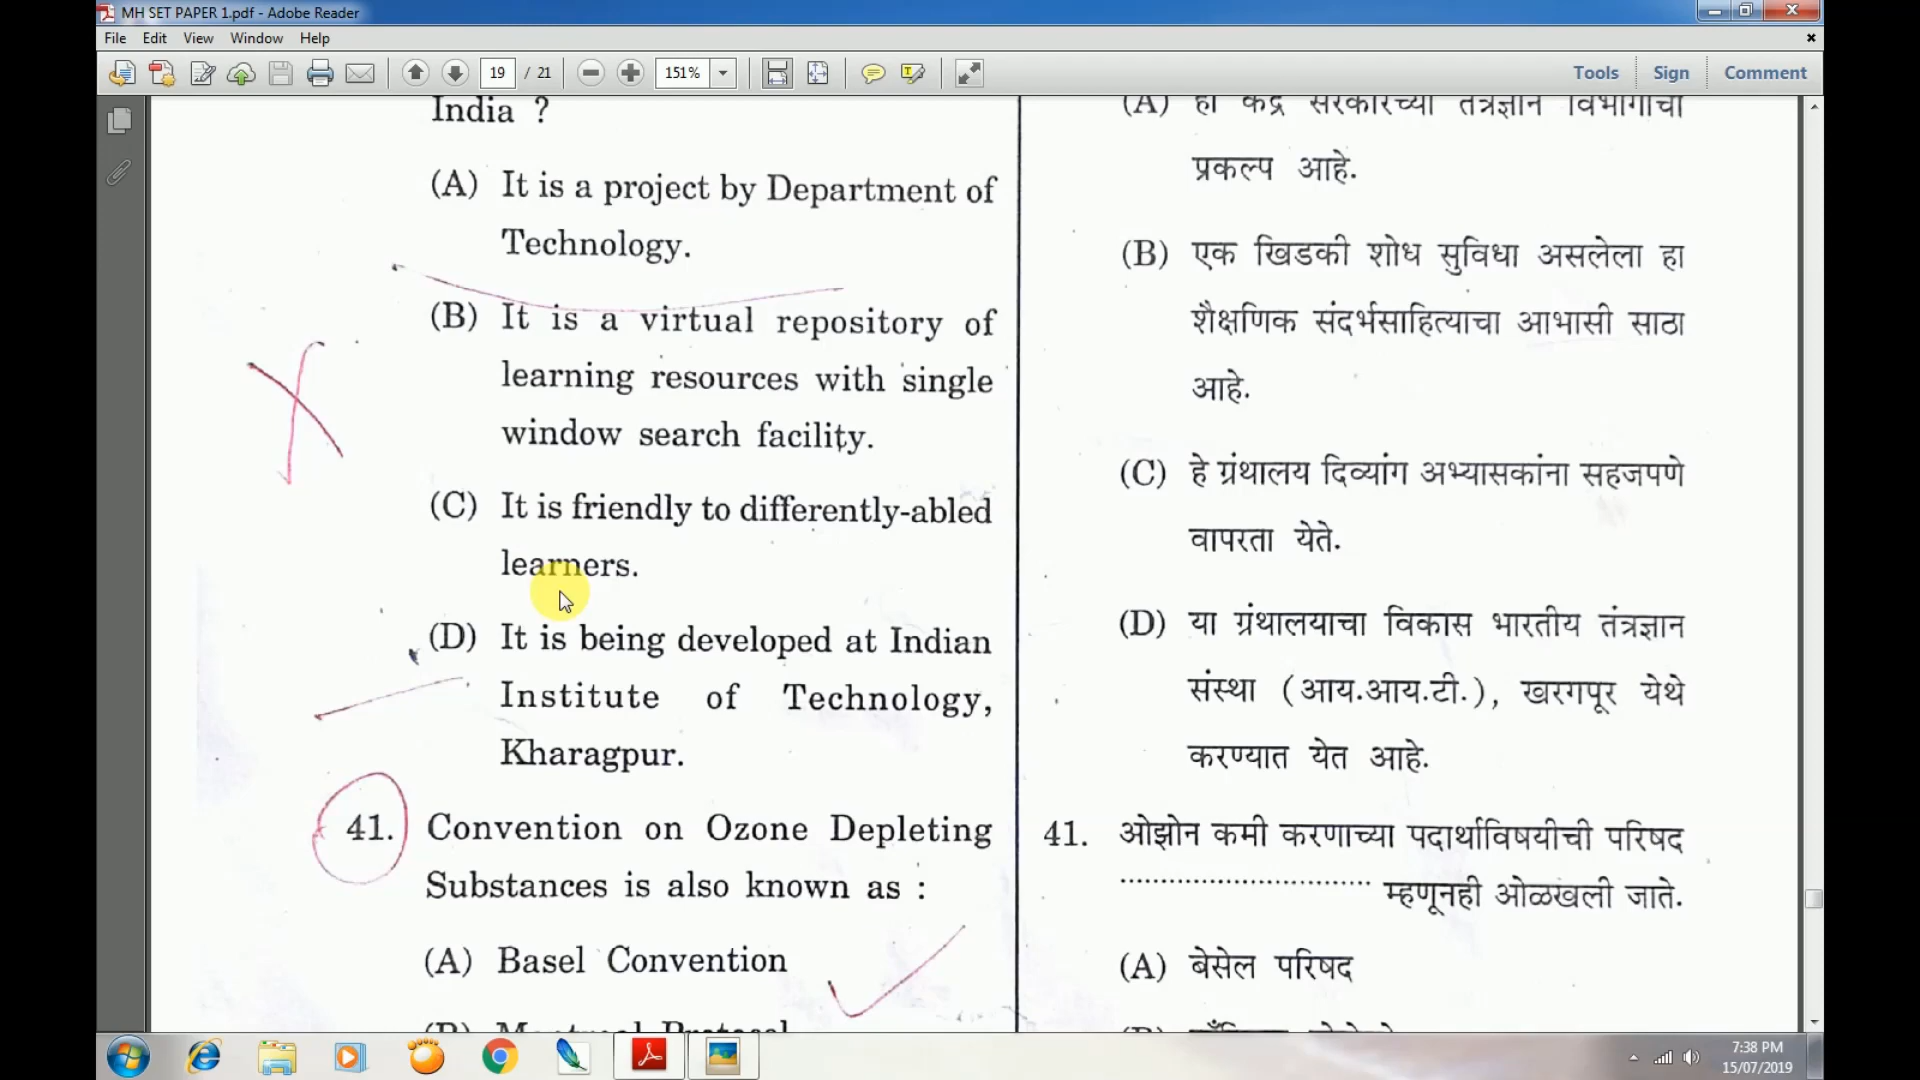 MH SET PAPER 1.pdf - Adobe Reader
File Edit View Window Help
19 / 21 151% Tools Sign Comment
India ?
(A) It is a project by Department of
Technology.
(B) It is a virtual repository of
learning resources with single
window search facility.
(C) It is friendly to differently-abled
learners.
(D) It is being developed at Indian
Institute of Technology,
Kharagpur.
41. Convention on Ozone Depleting
Substances is also known as :
(A) Basel Convention
(B) Montreal Protocol
(A) हा केंद्र सरकारच्या तंत्रज्ञान विभागाचा
प्रकल्प आहे.
(B) एक खिडकी शोध सुविधा असलेला हा
शैक्षणिक संदर्भसाहित्याचा आभासी साठा
आहे.
(C) हे ग्रंथालय दिव्यांग अभ्यासकांना सहजपणे
वापरता येते.
(D) या ग्रंथालयाचा विकास भारतीय तंत्रज्ञान
संस्था (आय.आय.टी.), खरगपूर येथे
करण्यात येत आहे.
41. ओझोन कमी करणाच्या पदार्थाविषयीची परिषद
.............................. म्हणूनही ओळखली जाते.
(A) बेसेल परिषद
7:38 PM
15/07/2019